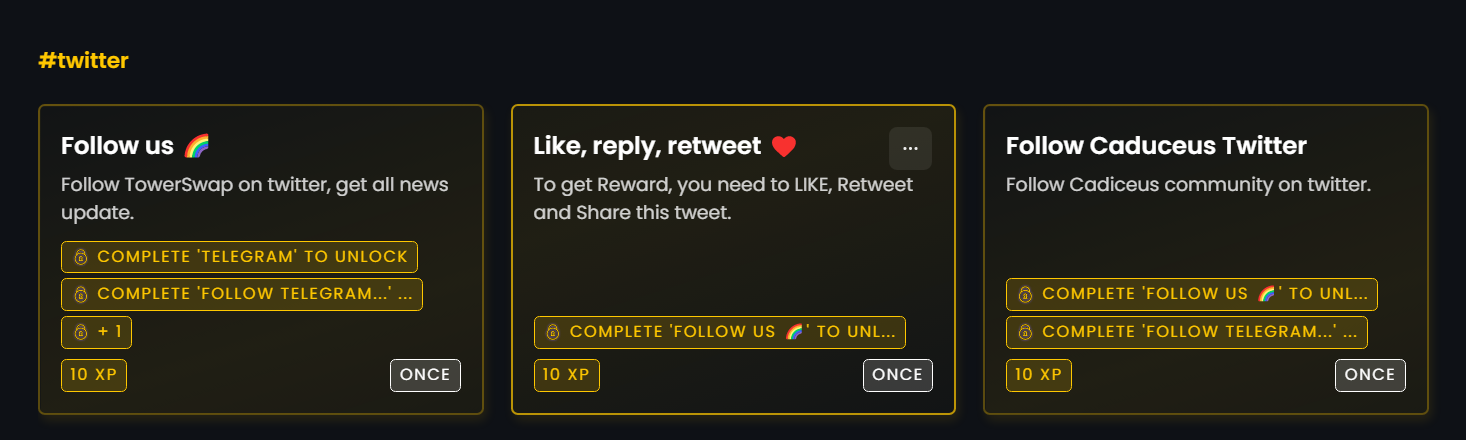 #twitter
Follow us 🌈
Follow TowerSwap on twitter, get all news
update.
COMPLETE 'TELEGRAM' TO UNLOCK
COMPLETE 'FOLLOW TELEGRAM...' ...
+ 1
10 XP
ONCE
Like, reply, retweet ❤️
...
To get Reward, you need to LIKE, Retweet
and Share this tweet.
COMPLETE 'FOLLOW US 🌈' TO UNL...
10 XP
ONCE
Follow Caduceus Twitter
Follow Cadiceus community on twitter.
COMPLETE 'FOLLOW US 🌈' TO UNL...
COMPLETE 'FOLLOW TELEGRAM...' ...
10 XP
ONCE